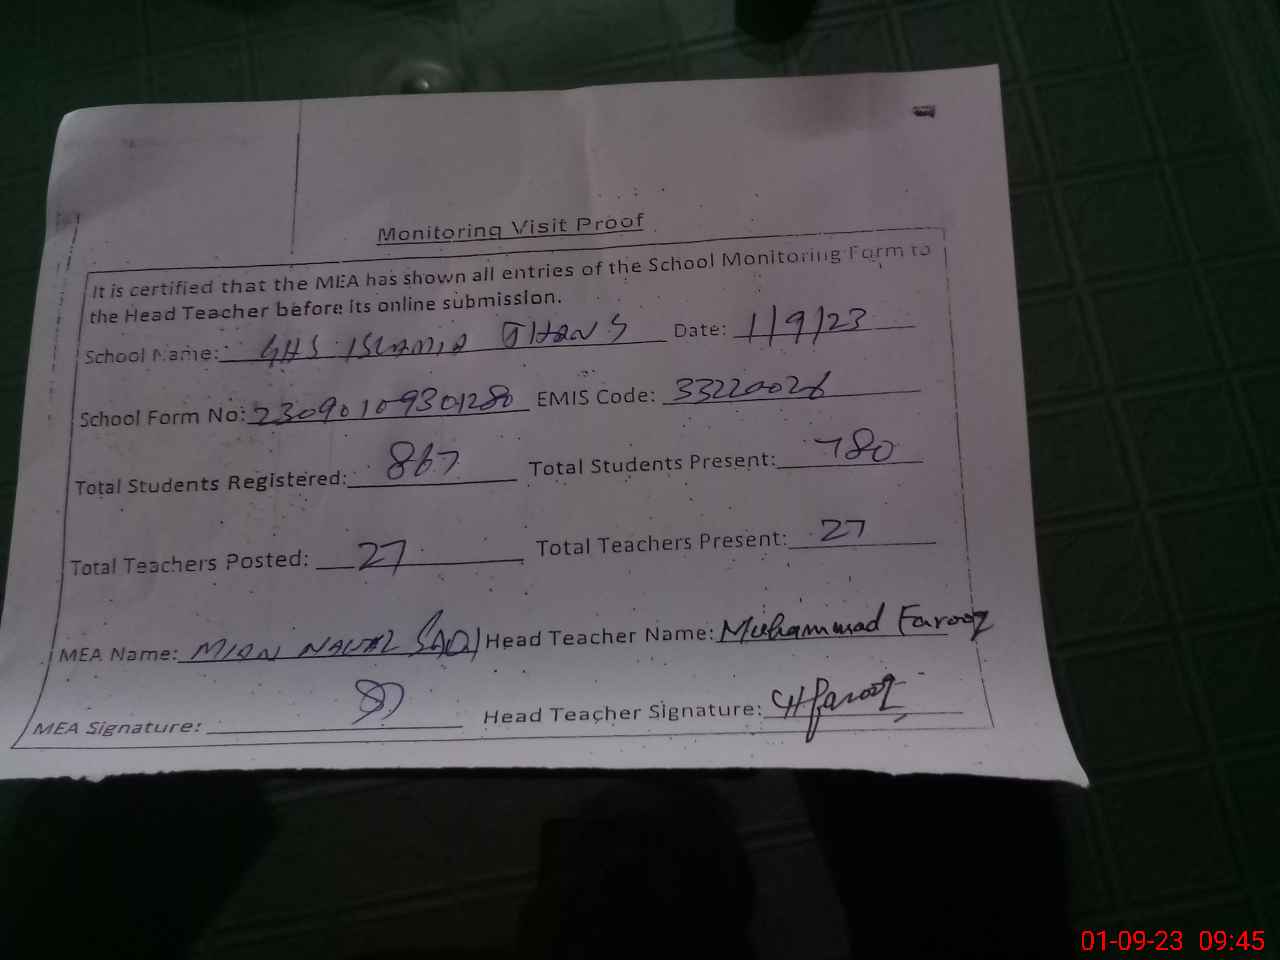 Monitoring Visit Proof
It is certified that the MEA has shown all entries of the School Monitoring Form to
the Head Teacher before its online submission.
School Name: GHS ISLAMIA Date: 1/9/23
School Form No: 23090109301280 EMIS Code: 33220026
Total Students Registered: 867 Total Students Present: 780
Total Teachers Posted: 27 Total Teachers Present: 27
MEA Name: Head Teacher Name: Muhammad Farooq
MEA Signature: Head Teacher Signature:
01-09-23 09:45